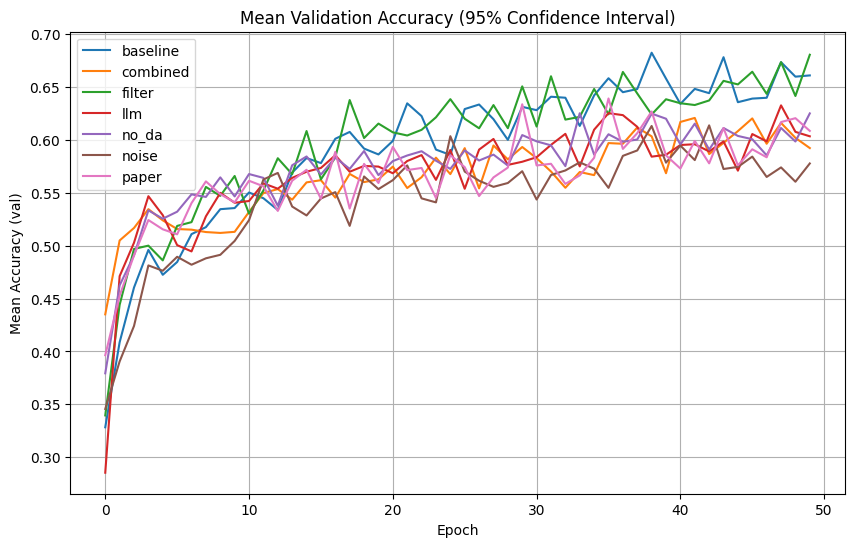 Mean Validation Accuracy (95% Confidence Interval)
Mean Accuracy (val)
0.70
0.65
0.60
0.55
0.50
0.45
0.40
0.35
0.30
baseline
combined
filter
llm
no_da
noise
paper
0
10
20
30
40
50
Epoch